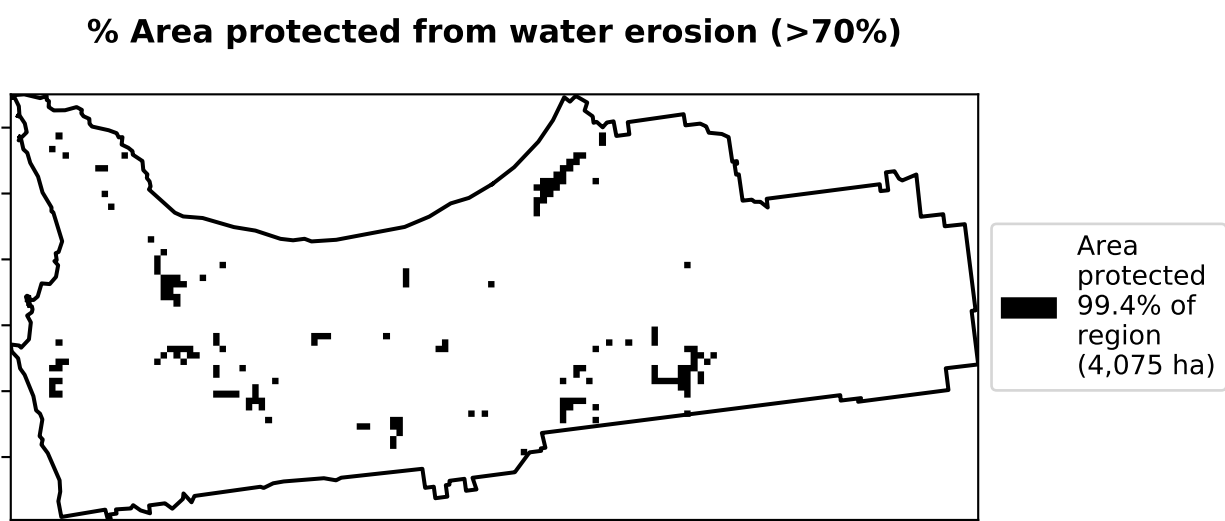 % Area protected from water erosion (>70%)
Area
protected
99.4% of
region
(4,075 ha)